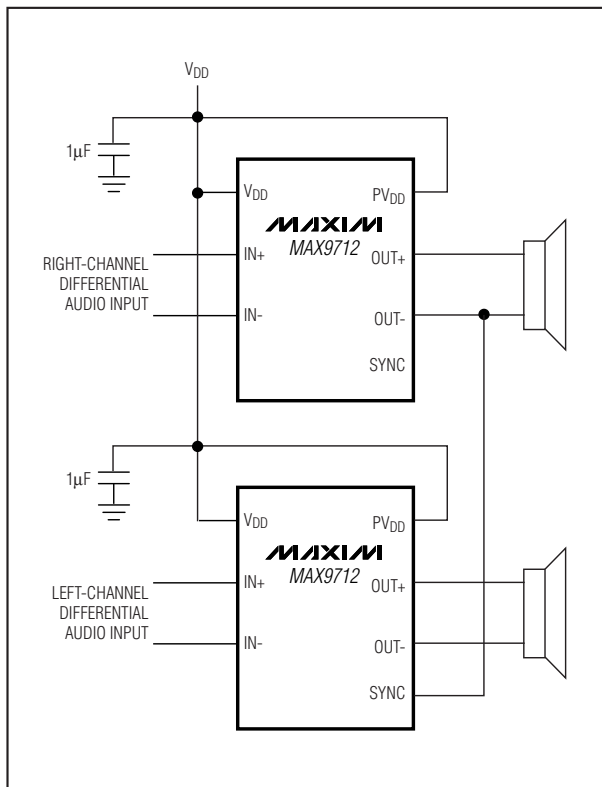 VDD
1µF
VDD
PVDD
MAXIM
MAX9712
IN+
OUT+
RIGHT-CHANNEL
DIFFERENTIAL
AUDIO INPUT
IN-
OUT-
SYNC
1µF
VDD
PVDD
MAXIM
MAX9712
IN+
OUT+
LEFT-CHANNEL
DIFFERENTIAL
AUDIO INPUT
IN-
OUT-
SYNC